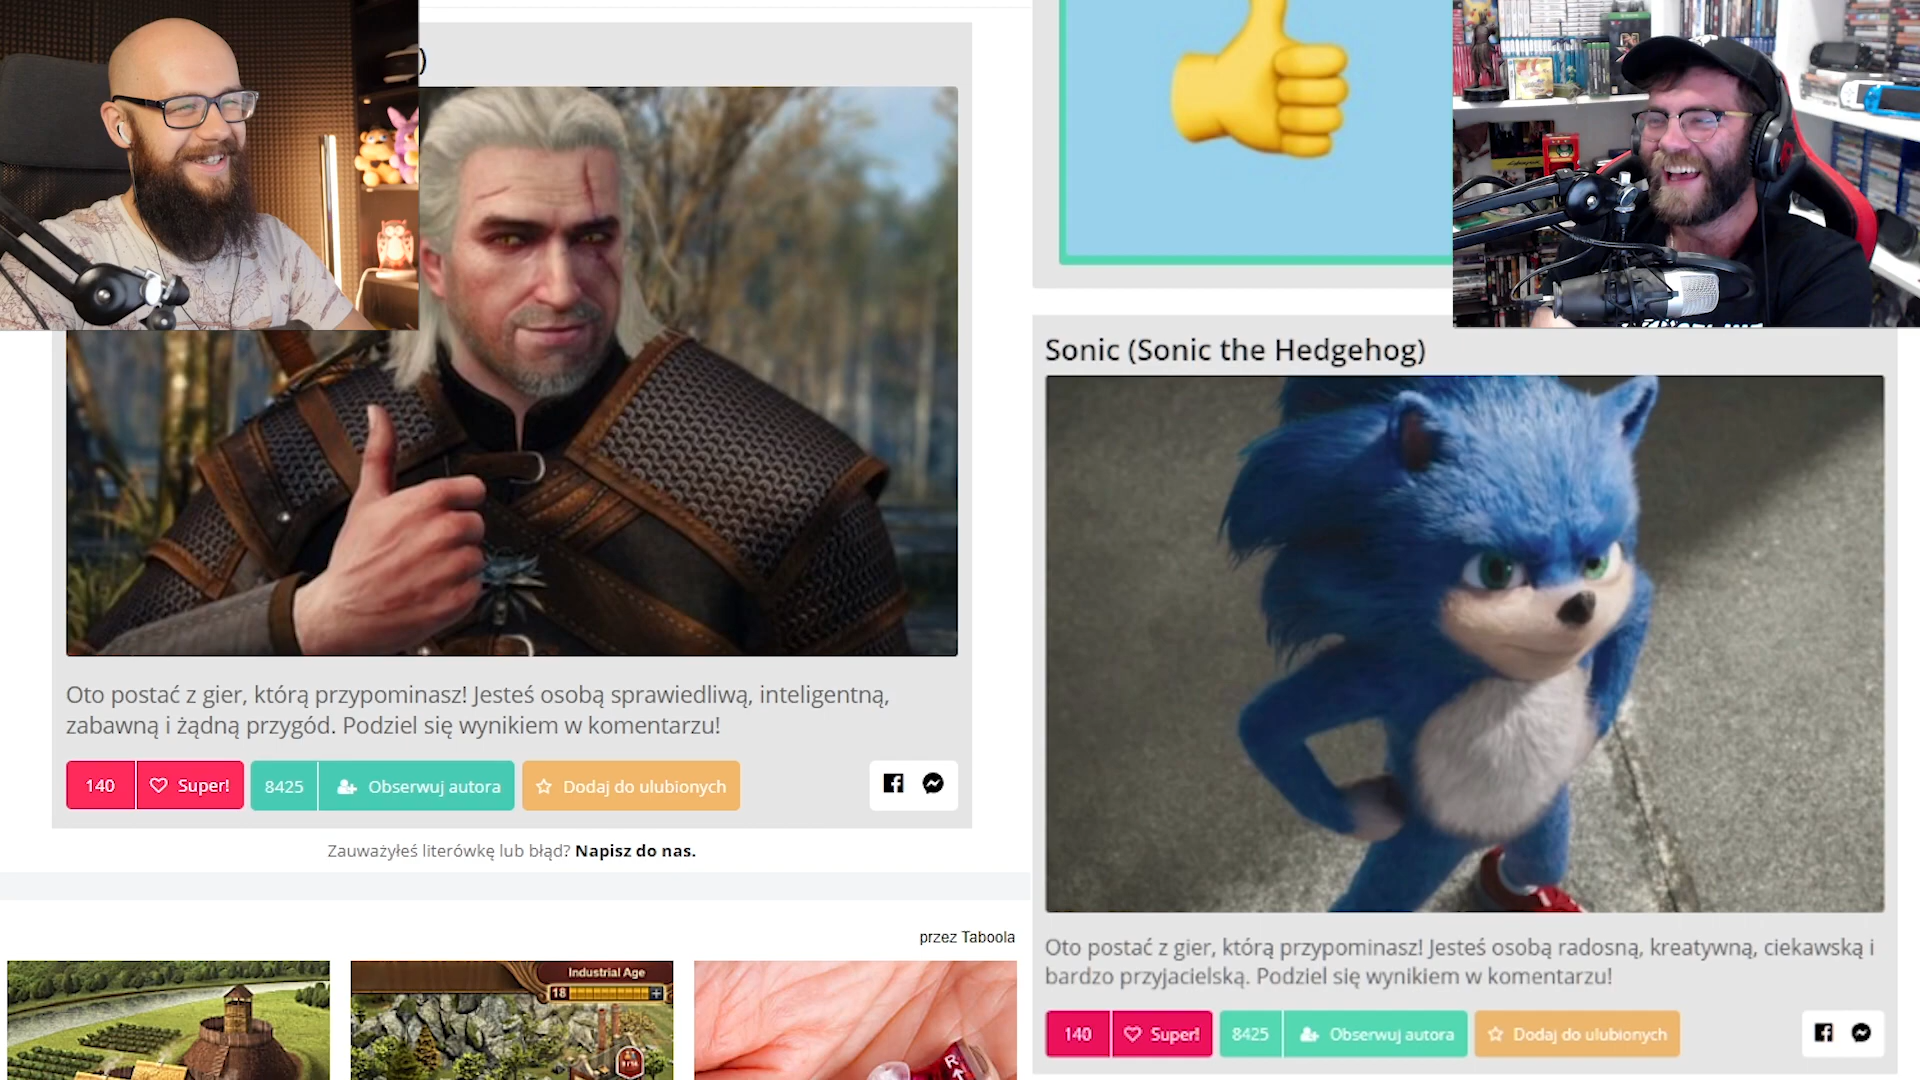 )
Oto postać z gier, którą przypominasz! Jesteś osobą sprawiedliwą, inteligentną,
zabawną i żądną przygód. Podziel się wynikiem w komentarzu!
140 Super! 8425 Obserwuj autora Dodaj do ulubionych
Zauważyłeś literówkę lub błąd? Napisz do nas.
przez Taboola
Industrial Age
18
R
Sonic (Sonic the Hedgehog)
Oto postać z gier, którą przypominasz! Jesteś osobą radosną, kreatywną, ciekawską i
bardzo przyjacielską. Podziel się wynikiem w komentarzu!
140 Super! 8425 Obserwuj autora Dodaj do ulubionych